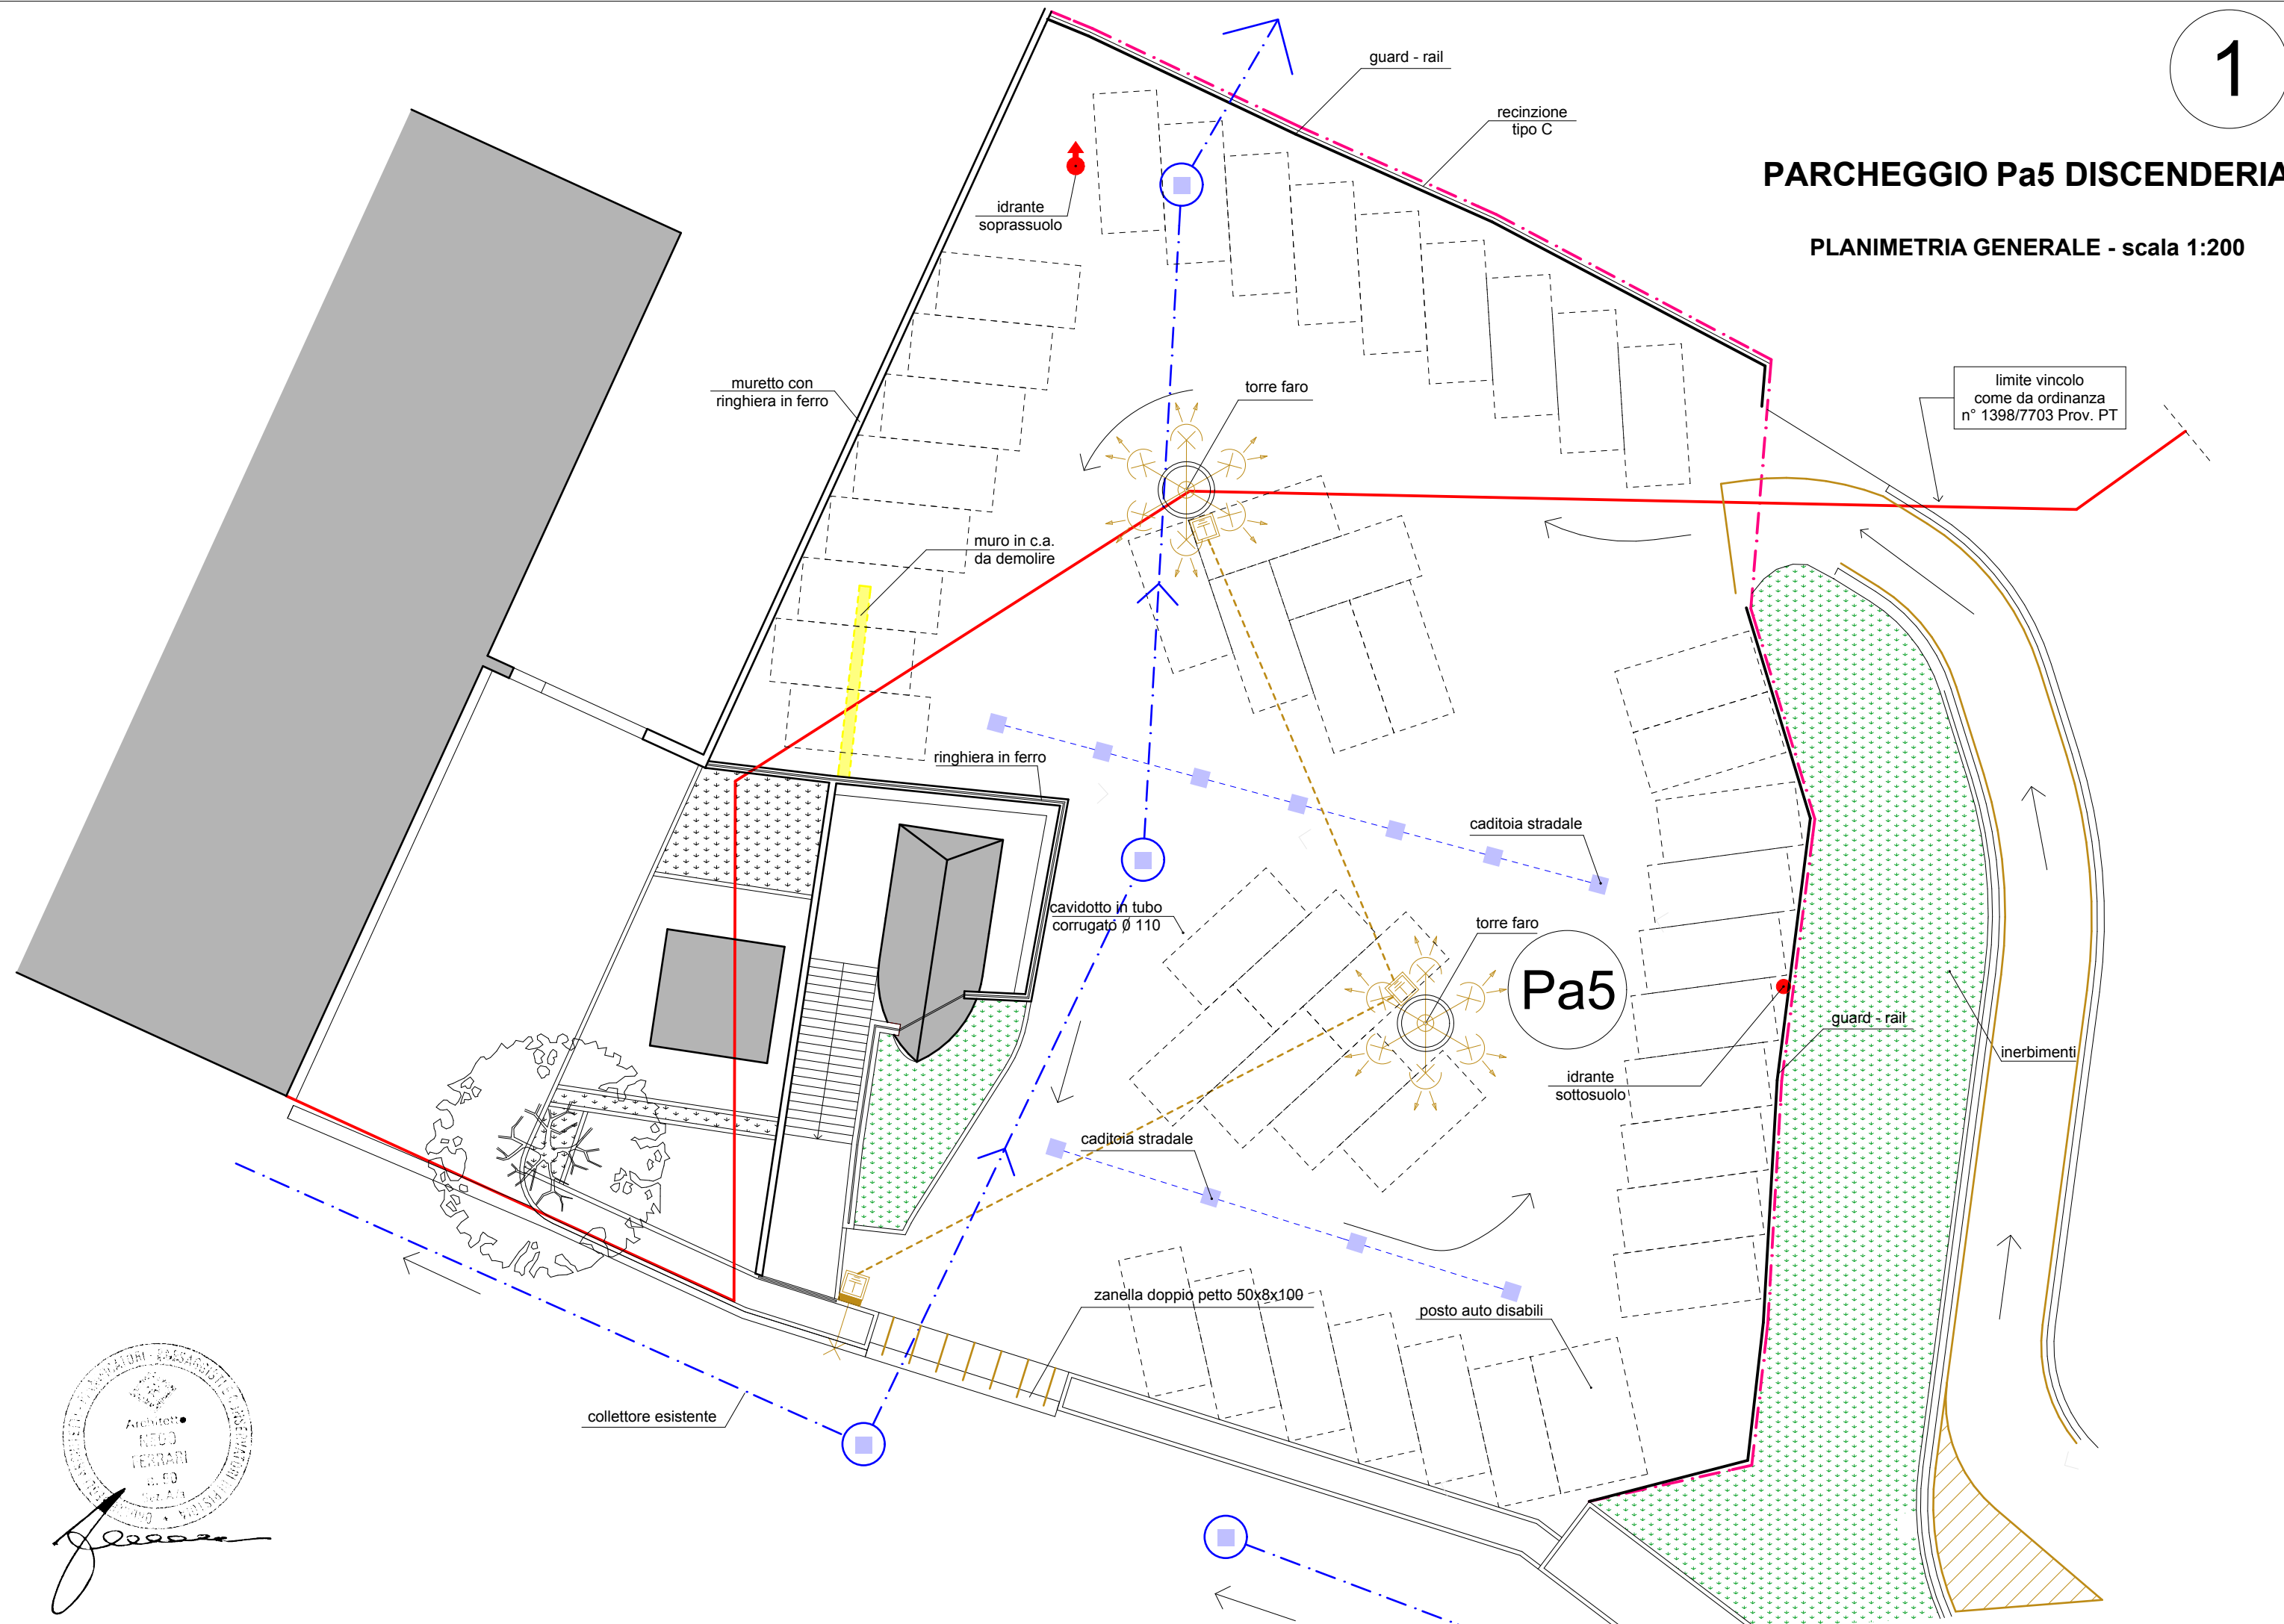 1
PARCHEGGIO Pa5 DISCENDERIA
PLANIMETRIA GENERALE - scala 1:200
guard - rail
recinzione
tipo C
idrante
soprassuolo
muretto con
ringhiera in ferro
torre faro
limite vincolo
come da ordinanza
n° 1398/7703 Prov. PT
muro in c.a.
da demolire
ringhiera in ferro
caditoia stradale
cavidotto in tubo
corrugato Ø 110
torre faro
Pa5
guard - rail
inerbimenti
idrante
sottosuolo
caditoia stradale
zanella doppio petto 50x8x100
posto auto disabili
collettore esistente
Architetto
FERRARI